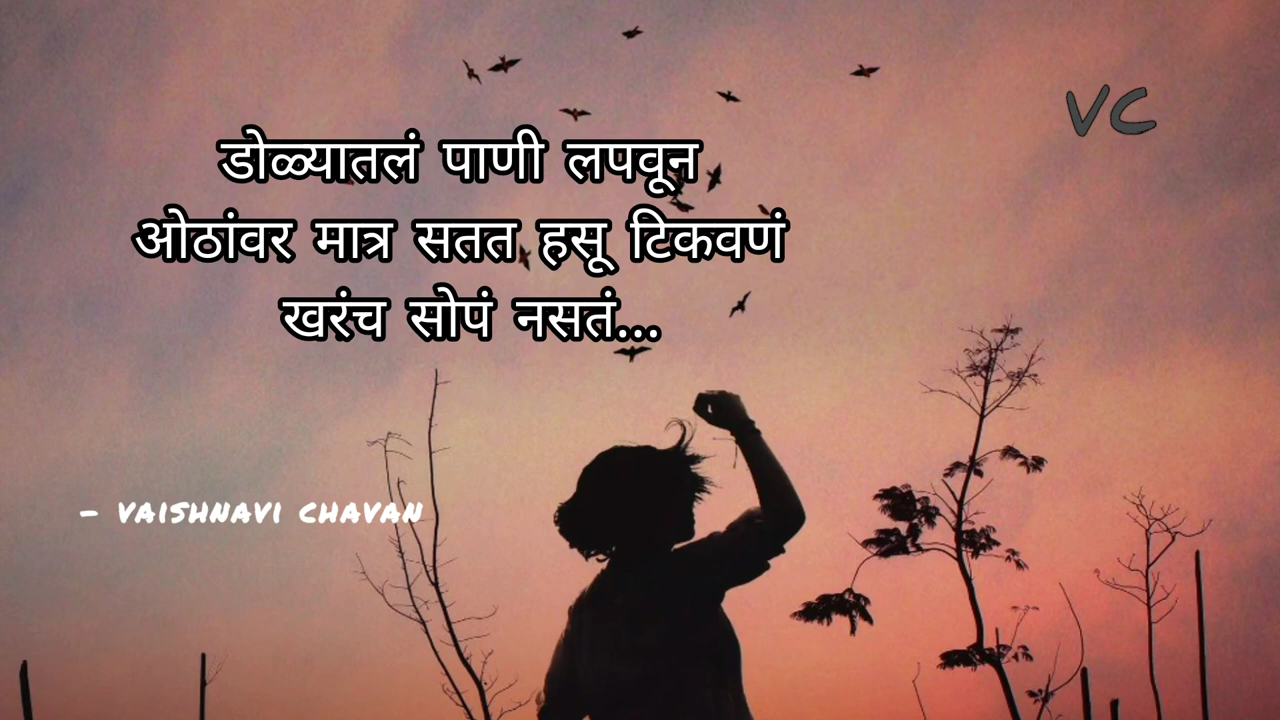 VC
डोळ्यातलं पाणी लपवून
ओठांवर मात्र सतत हसू टिकवणं
खरंच सोपं नसतं...
- VAISHNAVI CHAVAN